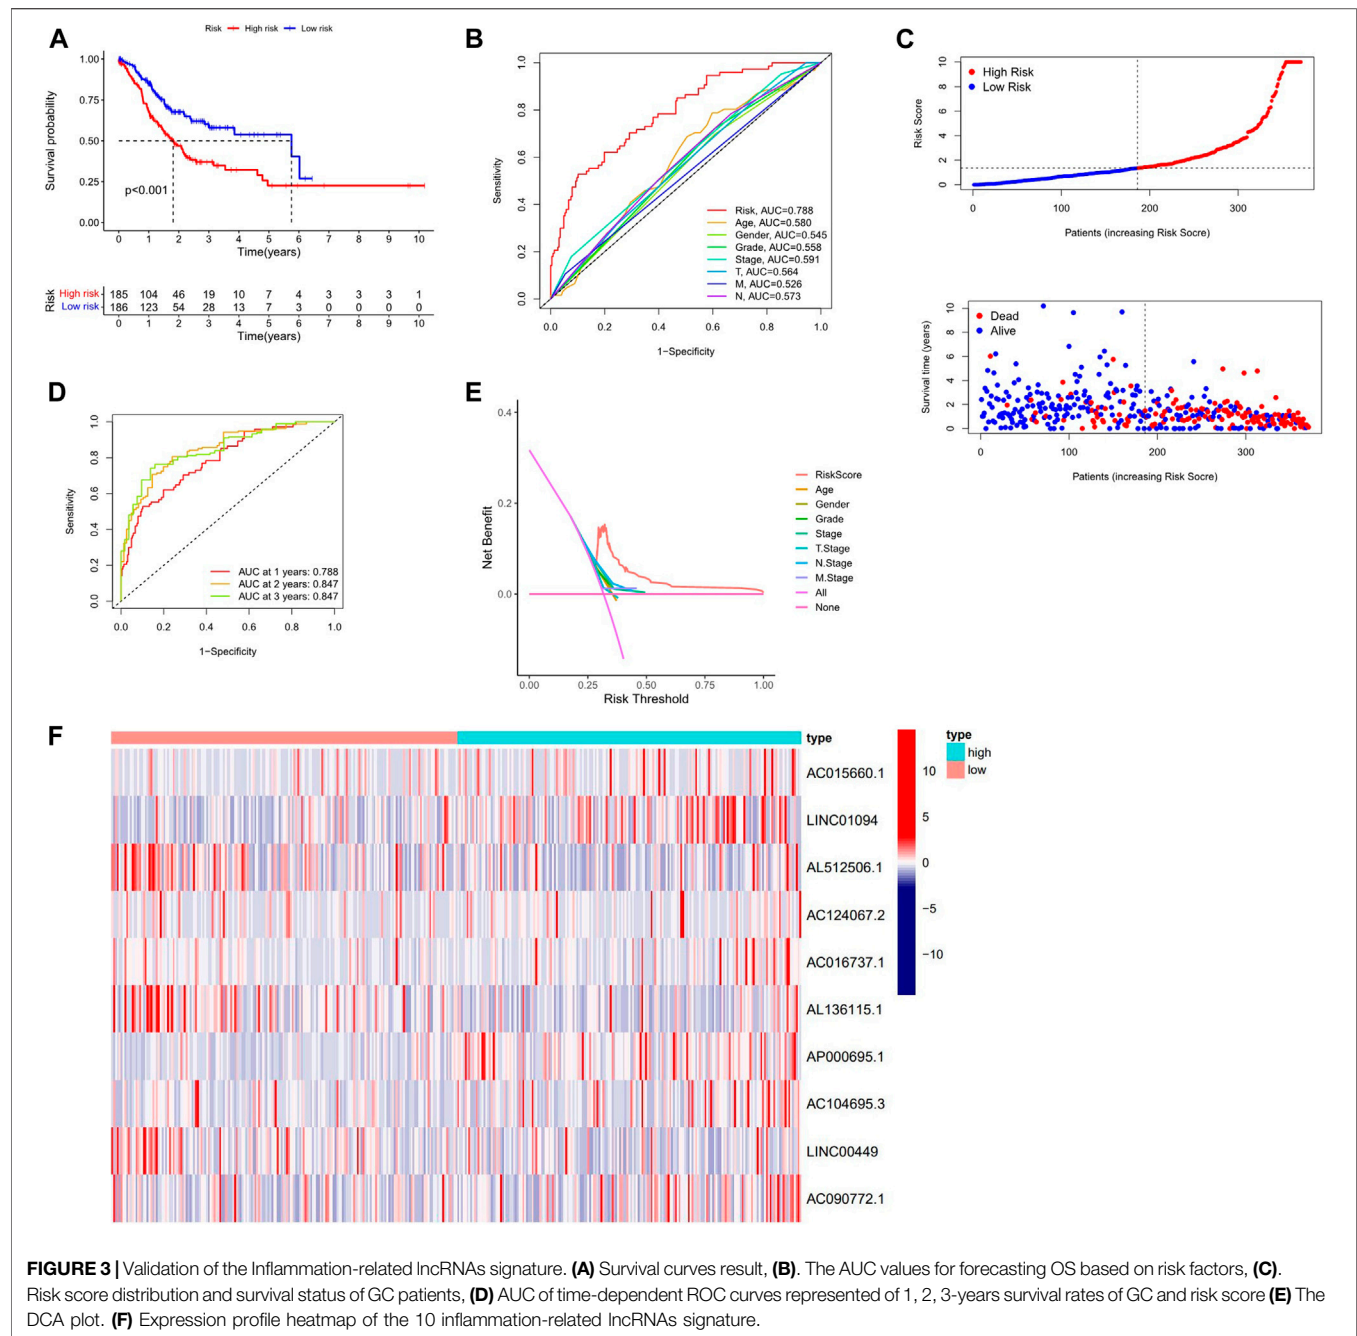 A
Risk High risk Low risk
Survival probability
1.00
0.75
0.50
0.25
0.00
p<0.001
0 1 2 3 4 5 6 7 8 9 10
Time(years)
Risk
High risk 185 104 46 19 10 7 4 3 3 3 1
Low risk 186 123 54 28 13 7 3 0 0 0 0
0 1 2 3 4 5 6 7 8 9 10
Time(years)
B
Sensitivity
1.0
0.8
0.6
0.4
0.2
0.0
Risk, AUC=0.788
Age, AUC=0.580
Gender, AUC=0.545
Grade, AUC=0.558
Stage, AUC=0.591
T, AUC=0.564
M, AUC=0.526
N, AUC=0.573
0.0 0.2 0.4 0.6 0.8 1.0
1−Specificity
C
Risk Score
10
8
6
4
2
0
High Risk
Low Risk
0 100 200 300
Patients (increasing Risk Socre)
Survival time (years)
10
8
6
4
2
0
Dead
Alive
0 100 200 300
Patients (increasing Risk Socre)
D
Sensitivity
1.0
0.8
0.6
0.4
0.2
0.0
AUC at 1 years: 0.788
AUC at 2 years: 0.847
AUC at 3 years: 0.847
0.0 0.2 0.4 0.6 0.8 1.0
1−Specificity
E
Net Benefit
0.4
0.2
0.0
0.00 0.25 0.50 0.75 1.00
Risk Threshold
RiskScore
Age
Gender
Grade
Stage
T.Stage
N.Stage
M.Stage
All
None
F
type
AC015660.1
LINC01094
AL512506.1
AC124067.2
AC016737.1
AL136115.1
AP000695.1
AC104695.3
LINC00449
AC090772.1
10
5
0
−5
−10
type
high
low
FIGURE 3 | Validation of the Inflammation-related lncRNAs signature. (A) Survival curves result, (B). The AUC values for forecasting OS based on risk factors, (C).
Risk score distribution and survival status of GC patients, (D) AUC of time-dependent ROC curves represented of 1, 2, 3-years survival rates of GC and risk score (E) The
DCA plot. (F) Expression profile heatmap of the 10 inflammation-related lncRNAs signature.